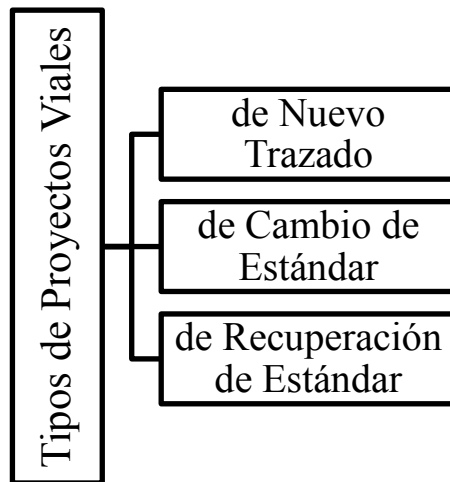 Tipos de Proyectos Viales
de Nuevo
Trazado
de Cambio de
Estándar
de Recuperación
de Estándar